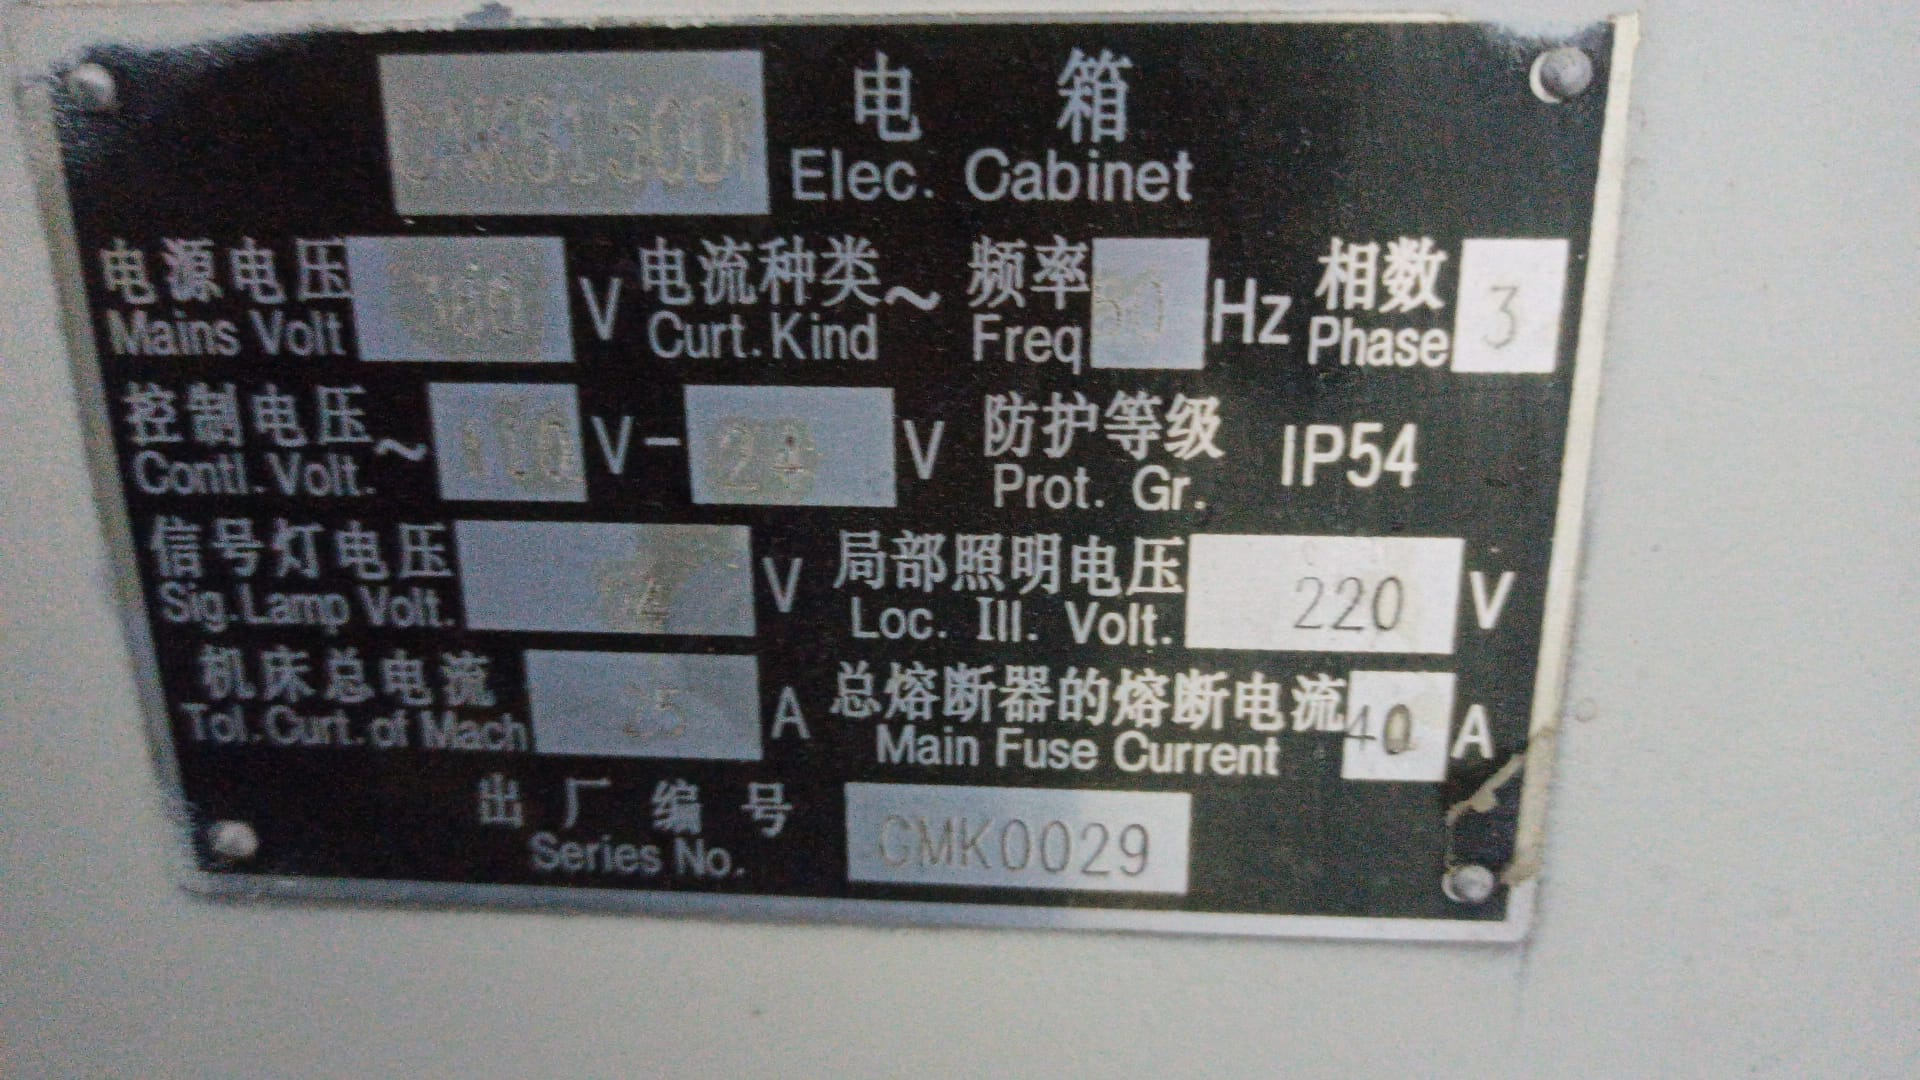 电 箱
Elec. Cabinet
电源电压 V 电流种类~ 频率 50 Hz 相数 3
Mains Volt Curt.Kind Freq Phase
控制电压~ 110 V- 24 V 防护等级 IP54
Contl.Volt. Prot. Gr.
信号灯电压 V 局部照明电压 220 V
Sig.Lamp Volt. Loc. Ill. Volt.
机床总电流 A 总熔断器的熔断电流 40 A
Tol.Curt.of Mach Main Fuse Current
出厂编号 CMK0029
Series No.